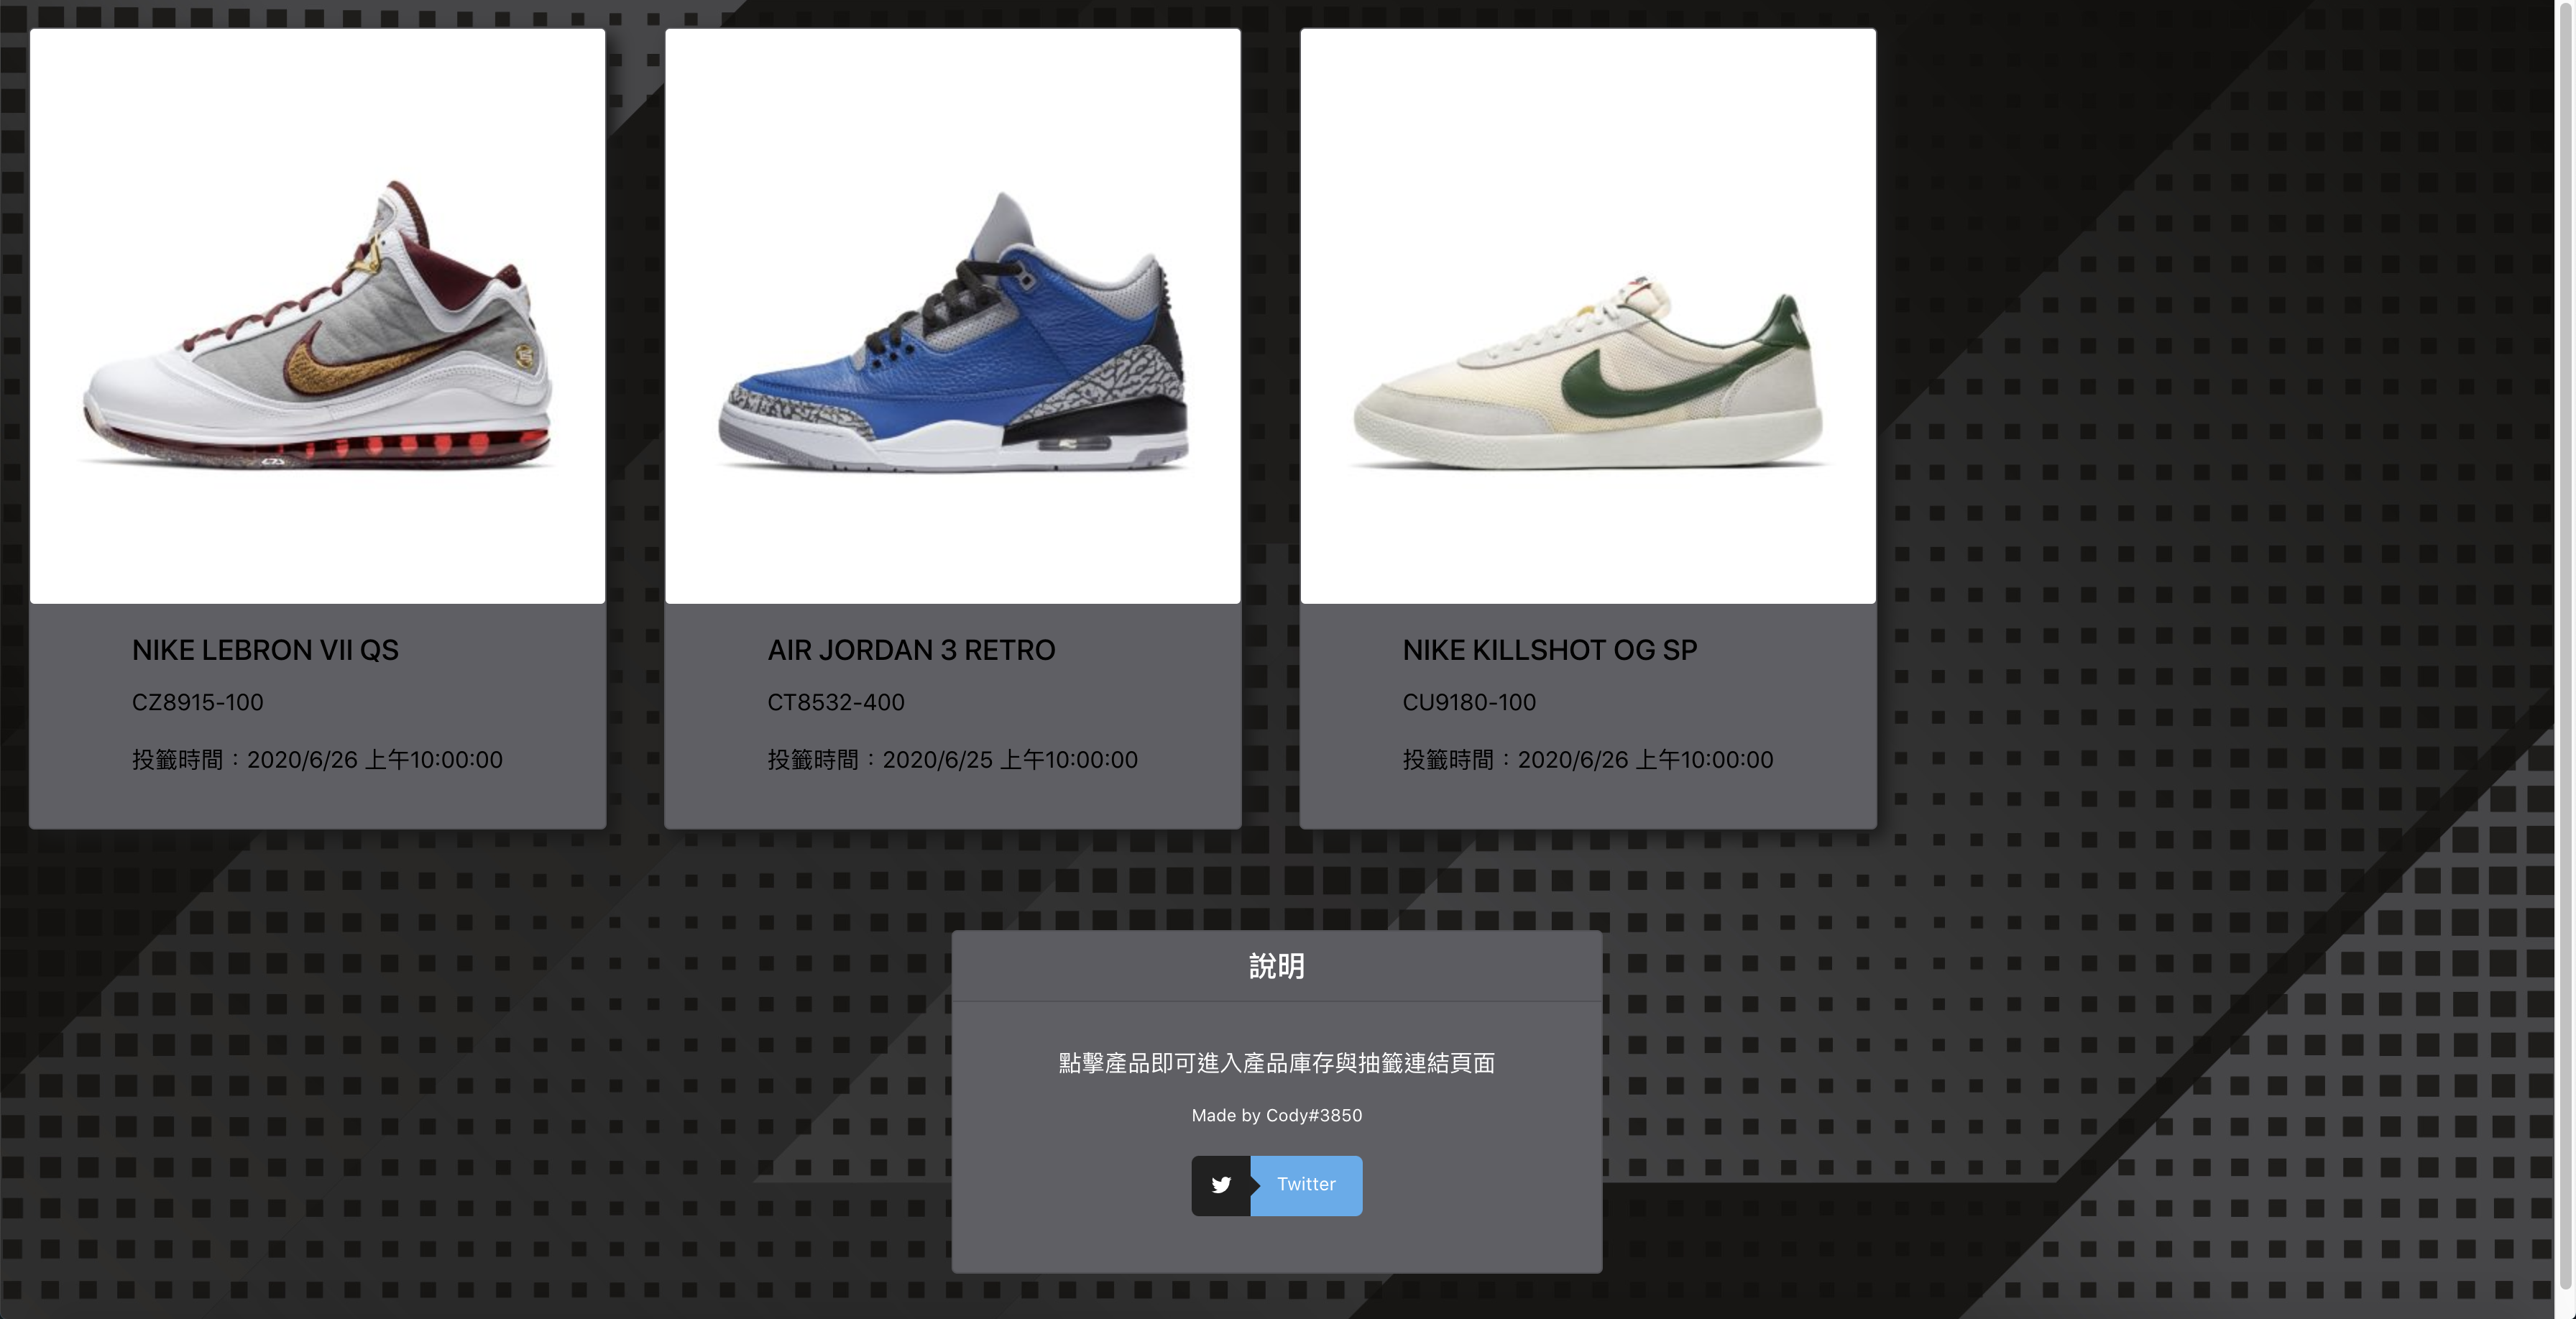 NIKE LEBRON VII QS
CZ8915-100
投籤時間：2020/6/26 上午10:00:00
AIR JORDAN 3 RETRO
CT8532-400
投籤時間：2020/6/25 上午10:00:00
NIKE KILLSHOT OG SP
CU9180-100
投籤時間：2020/6/26 上午10:00:00
說明
點擊產品即可進入產品庫存與抽籤連結頁面
Made by Cody#3850
Twitter